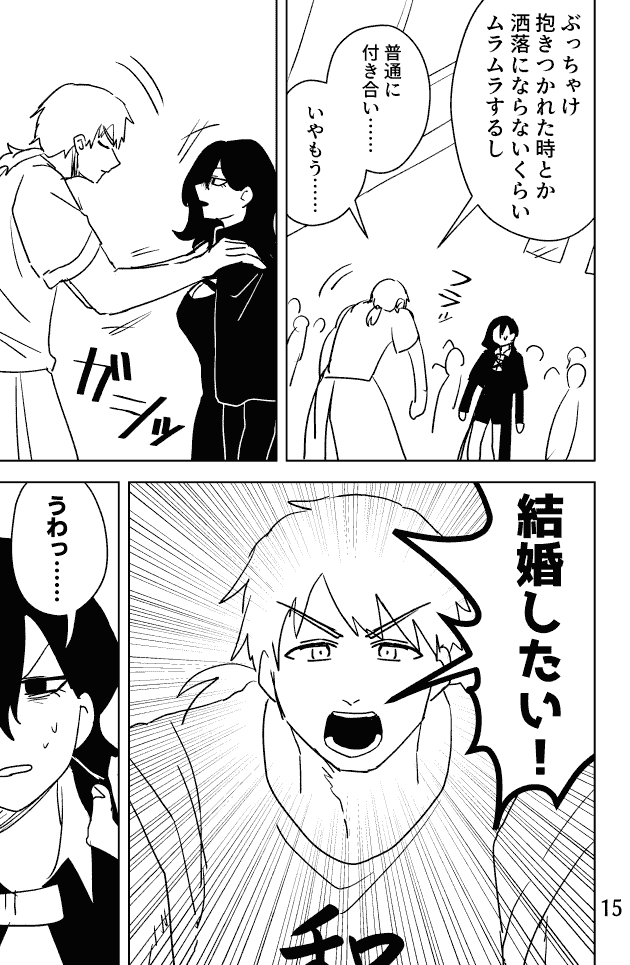 ぶっちゃけ
抱きつかれた時とか
洒落にならないくらい
ムラムラするし
普通に
付き合い……
いやもう……
ガシッ
結婚したい！
うわっ……
和
15